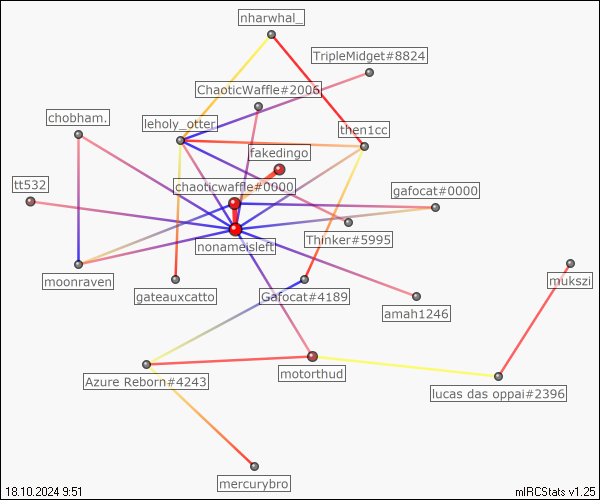 nharwhal_
TripleMidget#8824
ChaoticWaffle#2006
chobham.
leholy_otter
then1cc
fakedingo
tt532
chaoticwaffle#0000
gafocat#0000
Thinker#5995
nonameisleft
moonraven
gateauxcatto
Gafocat#4189
mukszi
amah1246
motorthud
Azure Reborn#4243
lucas das oppai#2396
mercurybro
18.10.2024 9:51
mIRCStats v1.25